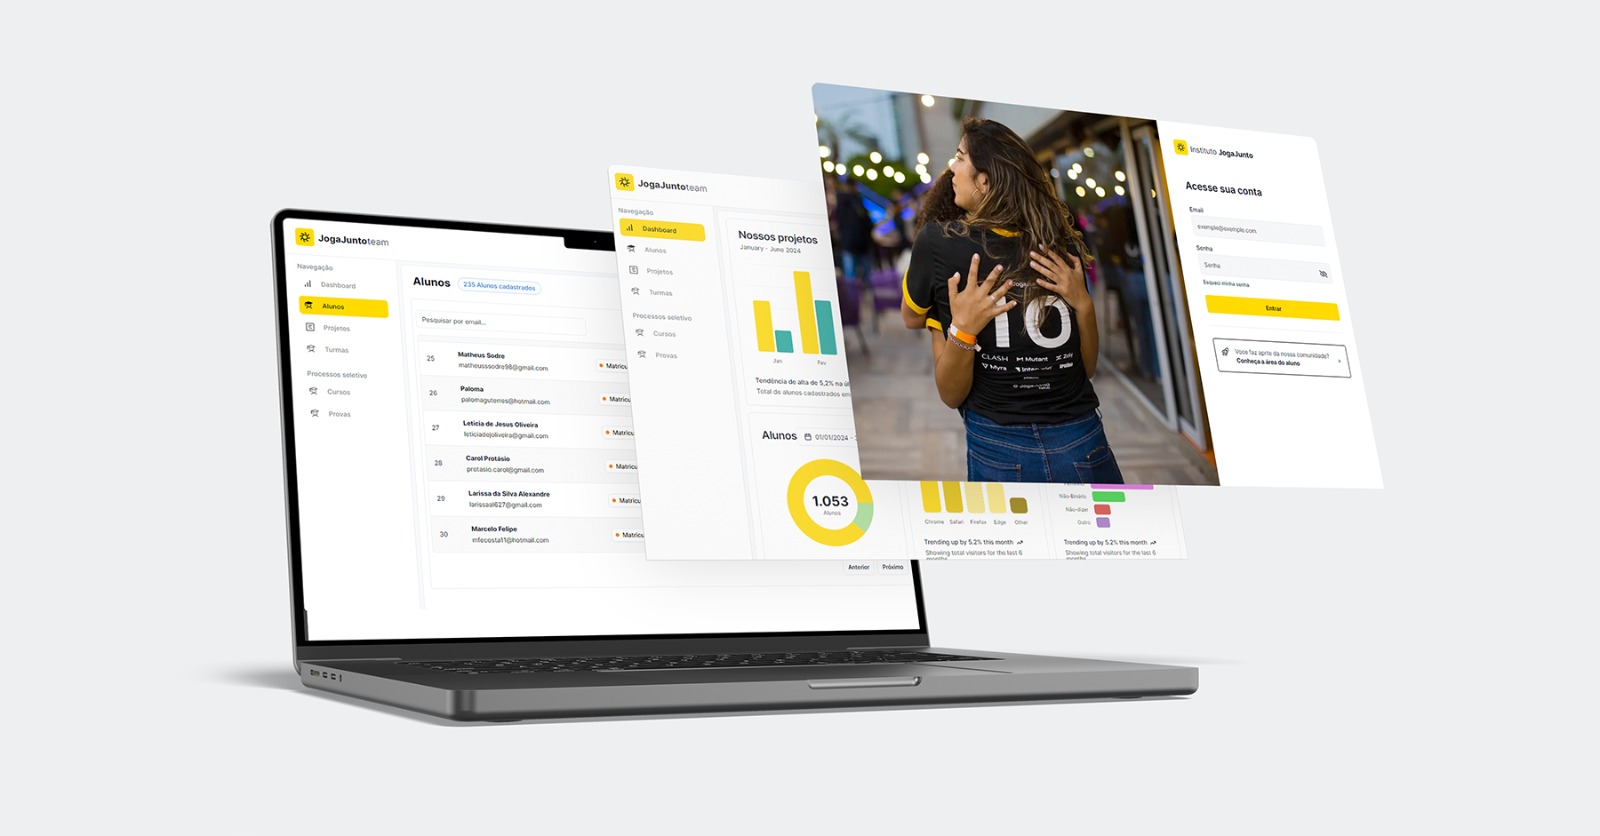 JogaJuntoteam
Navegação
Dashboard
Alunos
Projetos
Turmas
Processos seletivo
Cursos
Provas
Alunos
235 Alunos cadastrados
Pesquisar por email...
25
Matheus Sodre
matheusssodre98@gmail.com
Matricu
26
Paloma
palomaguterres@hotmail.com
Matricu
27
Leticia de Jesus Oliveira
leticiadejoliveira@gmail.com
Matricu
28
Carol Protásio
protasio.carol@gmail.com
Matricu
29
Larissa da Silva Alexandre
larissaal627@gmail.com
Matricu
30
Marcelo Felipe
mfecosta11@hotmail.com
Matricu
Anterior
Próximo
JogaJuntoteam
Navegação
Dashboard
Alunos
Projetos
Turmas
Processos seletivo
Cursos
Provas
Nossos projetos
January - June 2024
Jan
Fev
Tendência de alta de 5,2% na úl
Total de alunos cadastrados em
Alunos
01/01/2024 -
1.053
Alunos
Chrome
Safari
Firefox
Edge
Other
Trending up by 5.2% this month
Showing total visitors for the last 6
months
Não-Binário
Não-dizer
Outro
Trending up by 5.2% this month
Showing total visitors for the last 6
months
10
CLASH
Mutant
Myra
Instituto JogaJunto
Acesse sua conta
Email
exemplo@exemplo.com
Senha
Senha
Esqueci minha senha
Entrar
Você faz aprte da nossa comunidade?
Conheça a área do aluno